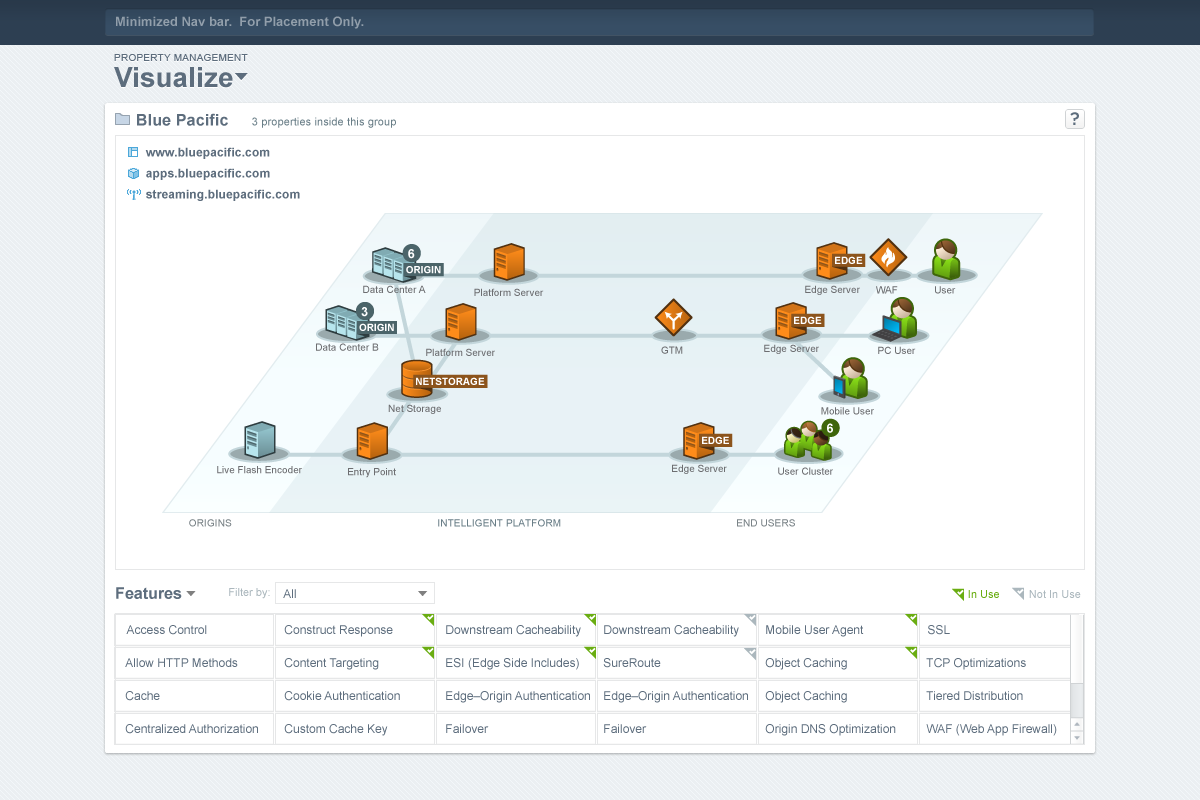 Minimized Nav bar.  For Placement Only.
PROPERTY MANAGEMENT
Visualize
Blue Pacific 3 properties inside this group ?
www.bluepacific.com
apps.bluepacific.com
streaming.bluepacific.com
6
ORIGIN
Data Center A
Platform Server
EDGE
Edge Server
WAF
User
3
ORIGIN
Data Center B
Platform Server
GTM
EDGE
Edge Server
PC User
NETSTORAGE
Net Storage
Mobile User
Live Flash Encoder
Entry Point
EDGE
Edge Server
6
User Cluster
ORIGINS INTELLIGENT PLATFORM END USERS
Features Filter by: All In Use Not In Use
Access Control Construct Response Downstream Cacheability Downstream Cacheability Mobile User Agent SSL
Allow HTTP Methods Content Targeting ESI (Edge Side Includes) SureRoute Object Caching TCP Optimizations
Cache Cookie Authentication Edge–Origin Authentication Edge–Origin Authentication Object Caching Tiered Distribution
Centralized Authorization Custom Cache Key Failover Failover Origin DNS Optimization WAF (Web App Firewall)